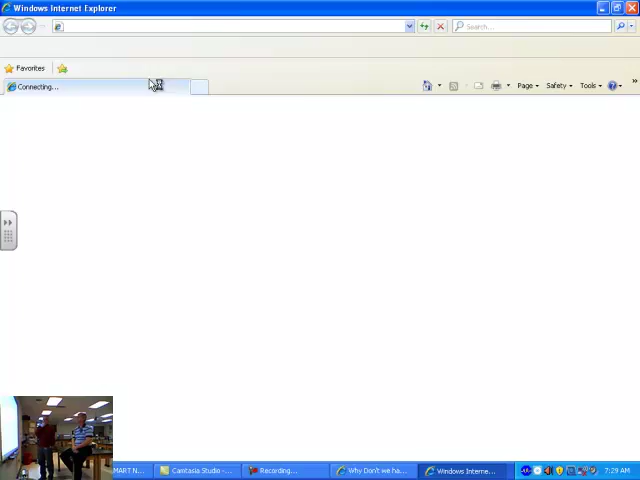 Windows Internet Explorer
Search...
Favorites
Connecting...
Page
Safety
Tools
MART N...
Camtasia Studio -...
Recording...
Why Don't we ha...
Windows Interne...
7:29 AM